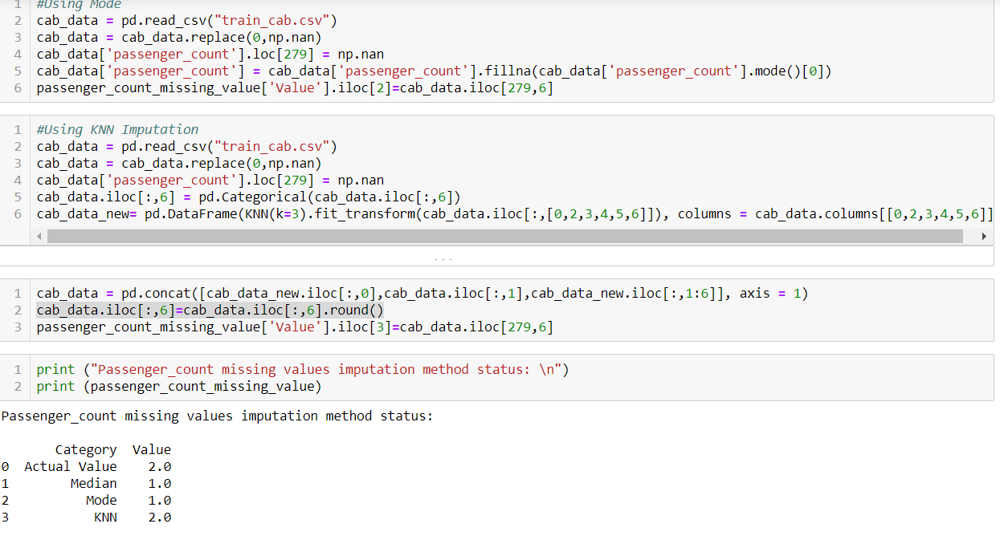 1 #Using Mode
2 cab_data = pd.read_csv("train_cab.csv")
3 cab_data = cab_data.replace(0,np.nan)
4 cab_data['passenger_count'].loc[279] = np.nan
5 cab_data['passenger_count'] = cab_data['passenger_count'].fillna(cab_data['passenger_count'].mode()[0])
6 passenger_count_missing_value['Value'].iloc[2]=cab_data.iloc[279,6]
1 #Using KNN Imputation
2 cab_data = pd.read_csv("train_cab.csv")
3 cab_data = cab_data.replace(0,np.nan)
4 cab_data['passenger_count'].loc[279] = np.nan
5 cab_data.iloc[:,6] = pd.Categorical(cab_data.iloc[:,6])
6 cab_data_new= pd.DataFrame(KNN(k=3).fit_transform(cab_data.iloc[:,[0,2,3,4,5,6]]), columns = cab_data.columns[[0,2,3,4,5,6]]
...
1 cab_data = pd.concat([cab_data_new.iloc[:,0],cab_data.iloc[:,1],cab_data_new.iloc[:,1:6]], axis = 1)
2 cab_data.iloc[:,6]=cab_data.iloc[:,6].round()
3 passenger_count_missing_value['Value'].iloc[3]=cab_data.iloc[279,6]
1 print ("Passenger_count missing values imputation method status: \n")
2 print (passenger_count_missing_value)
Passenger_count missing values imputation method status:
Category Value
0 Actual Value 2.0
1 Median 1.0
2 Mode 1.0
3 KNN 2.0